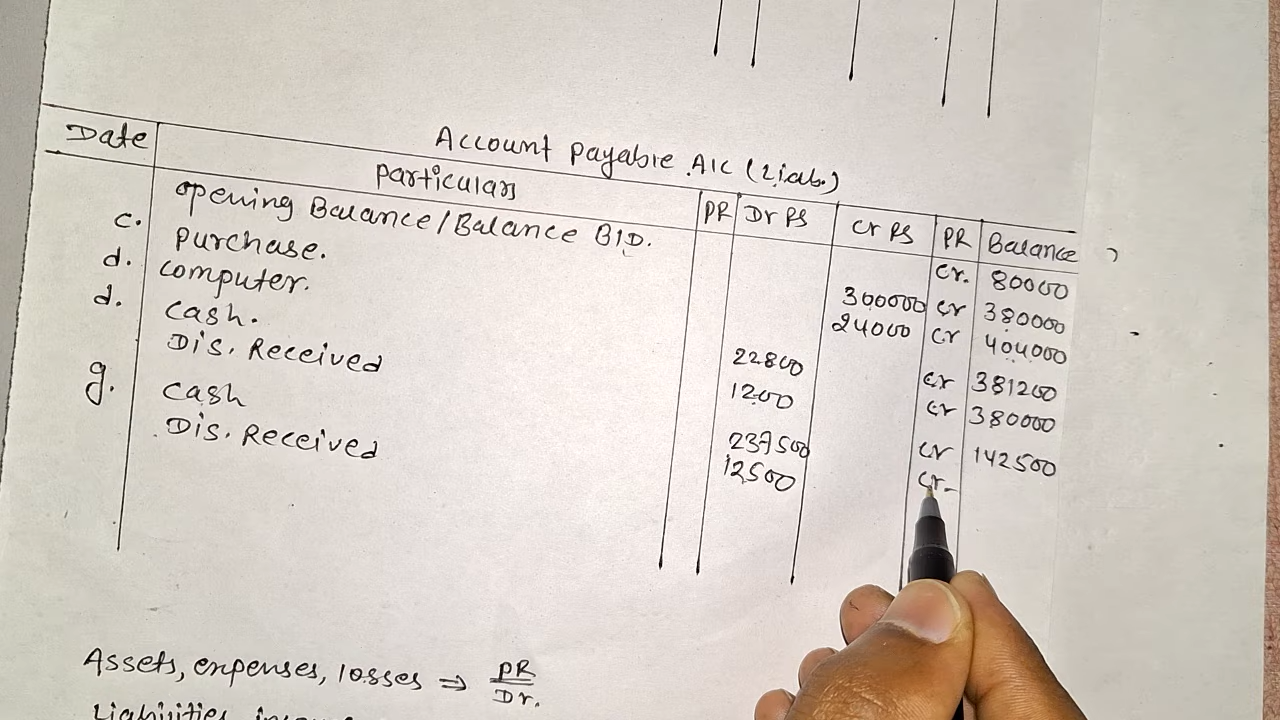 Account Payable A/C (Liab.)
Date Particulars PR Dr RS Cr RS PR Balance
Opening Balance/Balance B/D. Cr. 80000
c. Purchase. 300000 Cr 380000
d. Computer. 24000 Cr 404000
d. Cash. 22800 Cr 381200
Dis. Received 1200 Cr 380000
g. Cash 237500 Cr 142500
Dis. Received 12500 Cr.
Assets, expenses, losses ⇒ PR
Dr.
Liabilities,